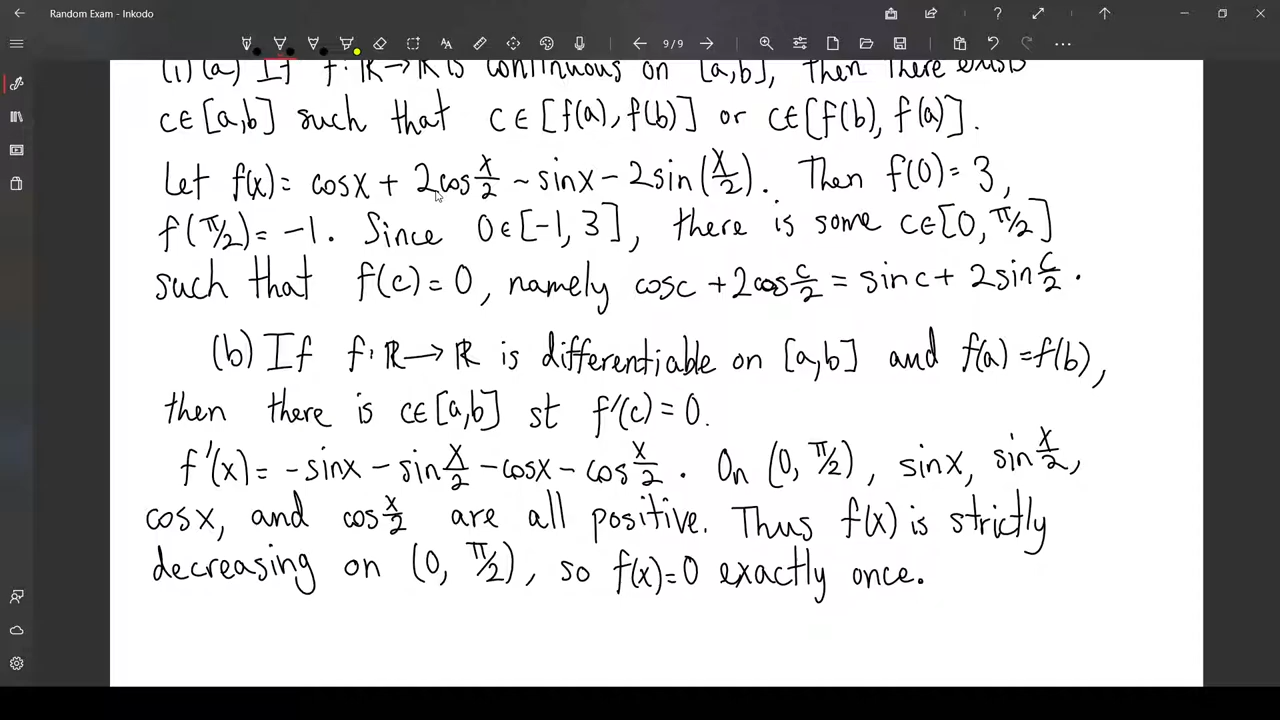 Random Exam - Inkodo
9/9
(1) (a) If f: ℝ→ℝ is continuous on [a,b], then there exists
c∈[a,b] such that c∈[f(a), f(b)] or c∈[f(b), f(a)].
Let f(x) = cosx + 2cos x/2 - sinx - 2sin(x/2). Then f(0) = 3,
f(π/2) = -1. Since 0∈[-1, 3], there is some c∈[0, π/2]
such that f(c) = 0, namely cosc + 2cos c/2 = sinc + 2sin c/2.
(b) If f: ℝ→ℝ is differentiable on [a,b] and f(a) = f(b),
then there is c∈[a,b] st f'(c) = 0.
f'(x) = -sinx - sin x/2 - cosx - cos x/2. On (0, π/2), sinx, sin x/2,
cosx, and cos x/2 are all positive. Thus f(x) is strictly
decreasing on (0, π/2), so f(x)=0 exactly once.